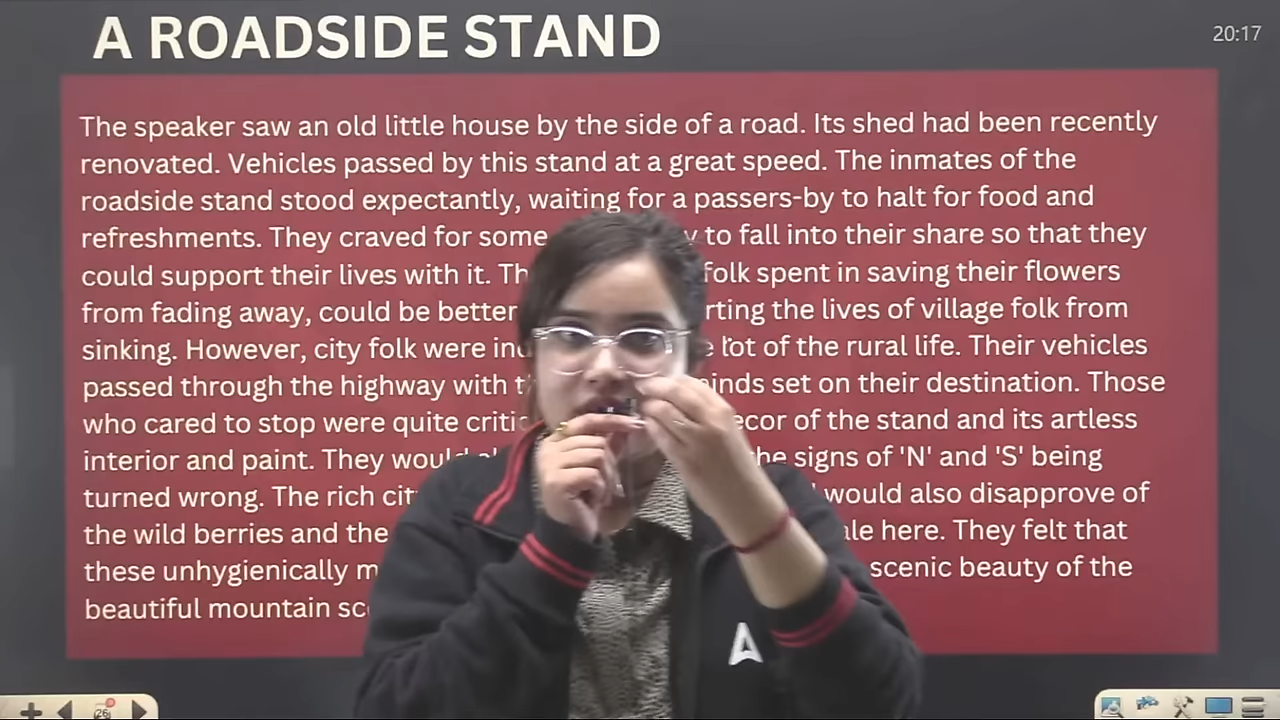 A ROADSIDE STAND
20:17
The speaker saw an old little house by the side of a road. Its shed had been recently
renovated. Vehicles passed by this stand at a great speed. The inmates of the
roadside stand stood expectantly, waiting for a passers-by to halt for food and
refreshments. They craved for some to fall into their share so that they
could support their lives with it. folk spent in saving their flowers
from fading away, could be better the lives of village folk from
sinking. However, city folk were lot of the rural life. Their vehicles
passed through the highway with set on their destination. Those
who cared to stop were quite of the stand and its artless
interior and paint. They would the signs of 'N' and 'S' being
turned wrong. The rich would also disapprove of
the wild berries and the here. They felt that
these unhygienically scenic beauty of the
beautiful mountain
26
A